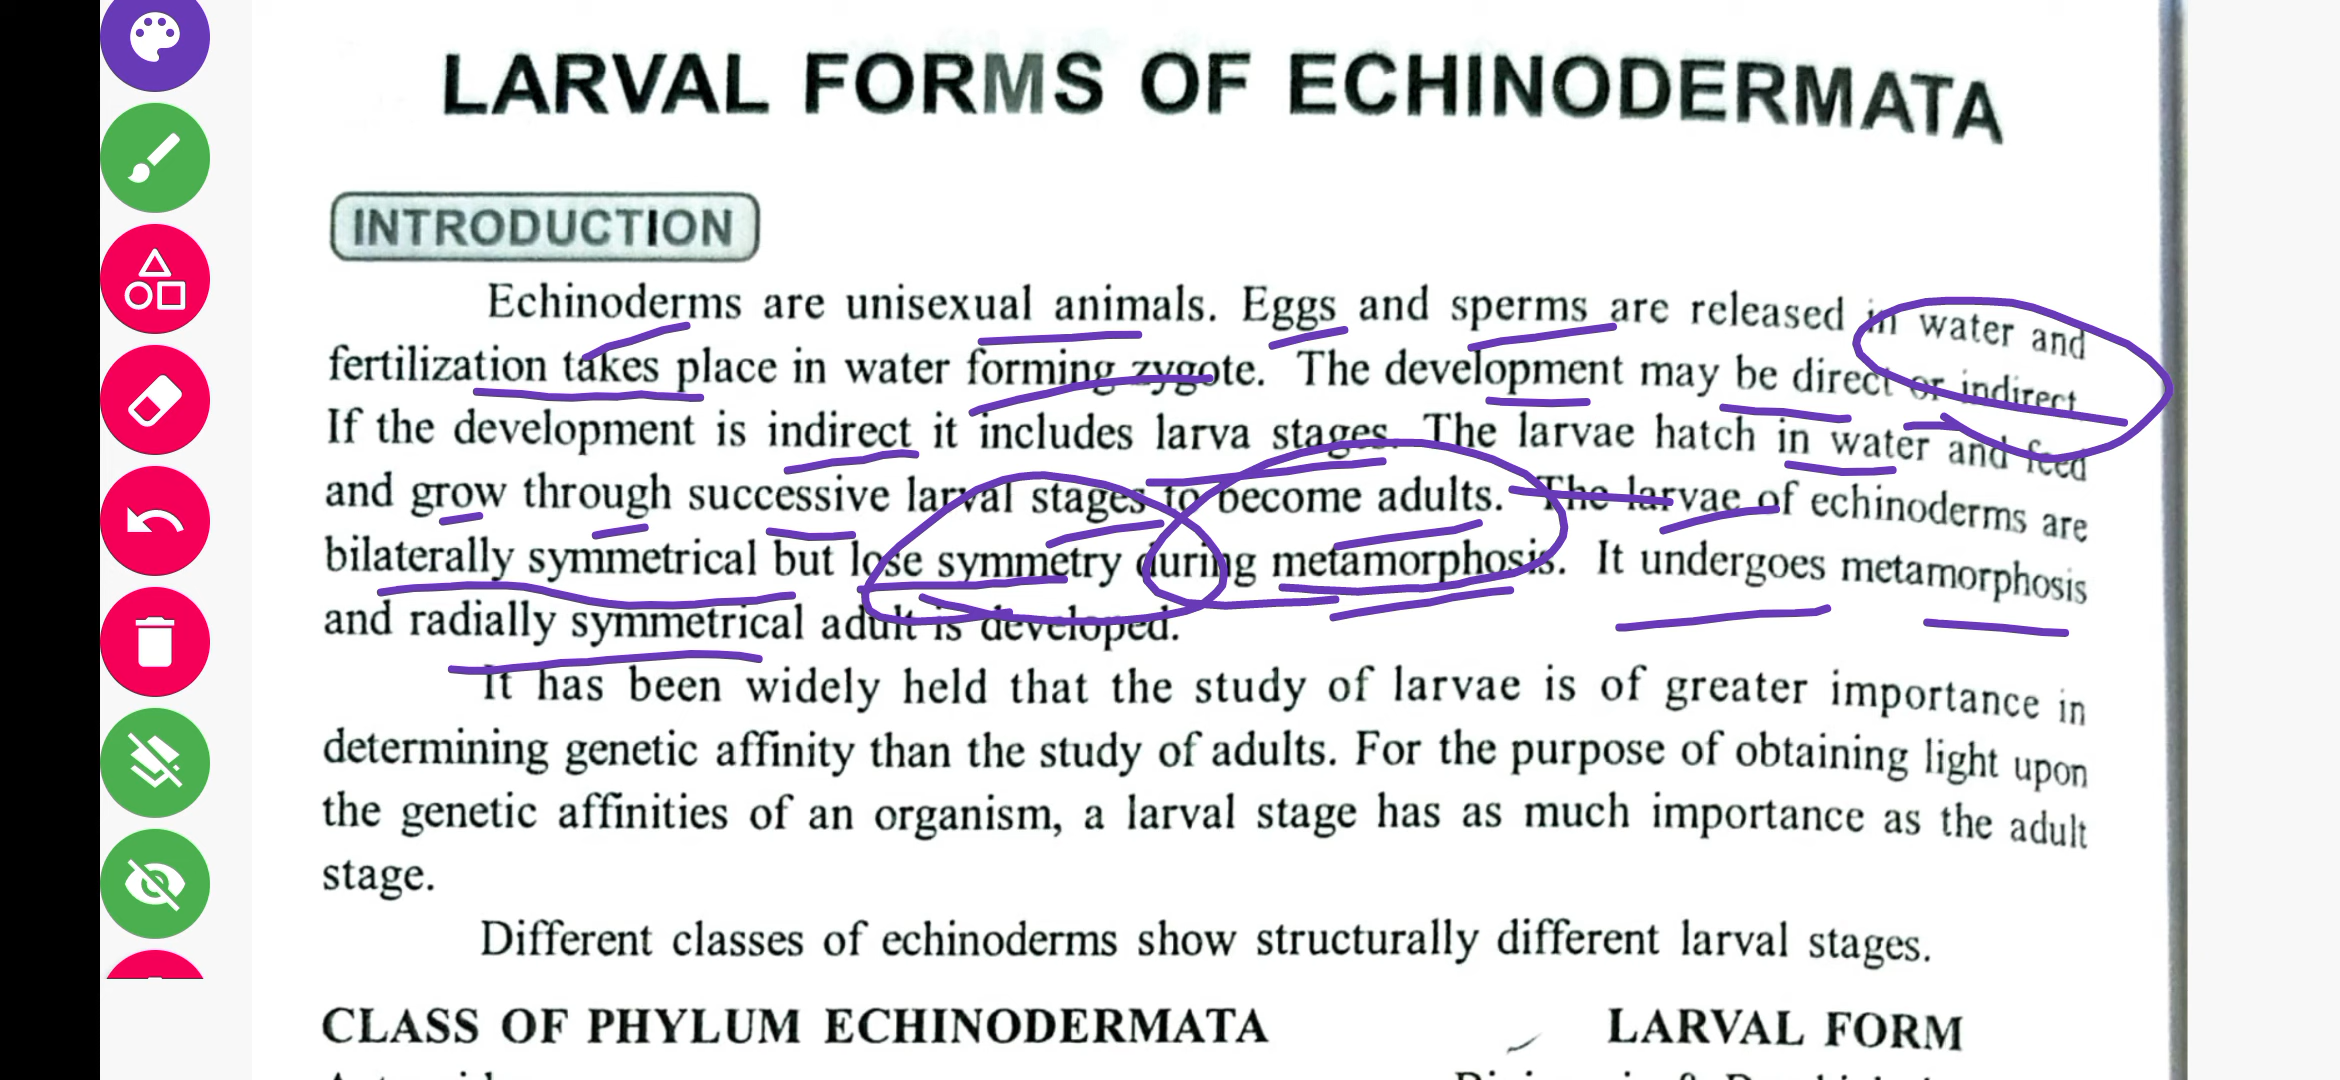 LARVAL FORMS OF ECHINODERMATA
INTRODUCTION
Echinoderms are unisexual animals. Eggs and sperms are released in water and
fertilization takes place in water forming zygote. The development may be direct or indirect
If the development is indirect it includes larva stages. The larvae hatch in water and feed
and grow through successive larval stages to become adults. The larvae of echinoderms are
bilaterally symmetrical but lose symmetry during metamorphosis. It undergoes metamorphosis
and radially symmetrical adult is developed.
It has been widely held that the study of larvae is of greater importance in
determining genetic affinity than the study of adults. For the purpose of obtaining light upon
the genetic affinities of an organism, a larval stage has as much importance as the adult
stage.
Different classes of echinoderms show structurally different larval stages.
CLASS OF PHYLUM ECHINODERMATA LARVAL FORM